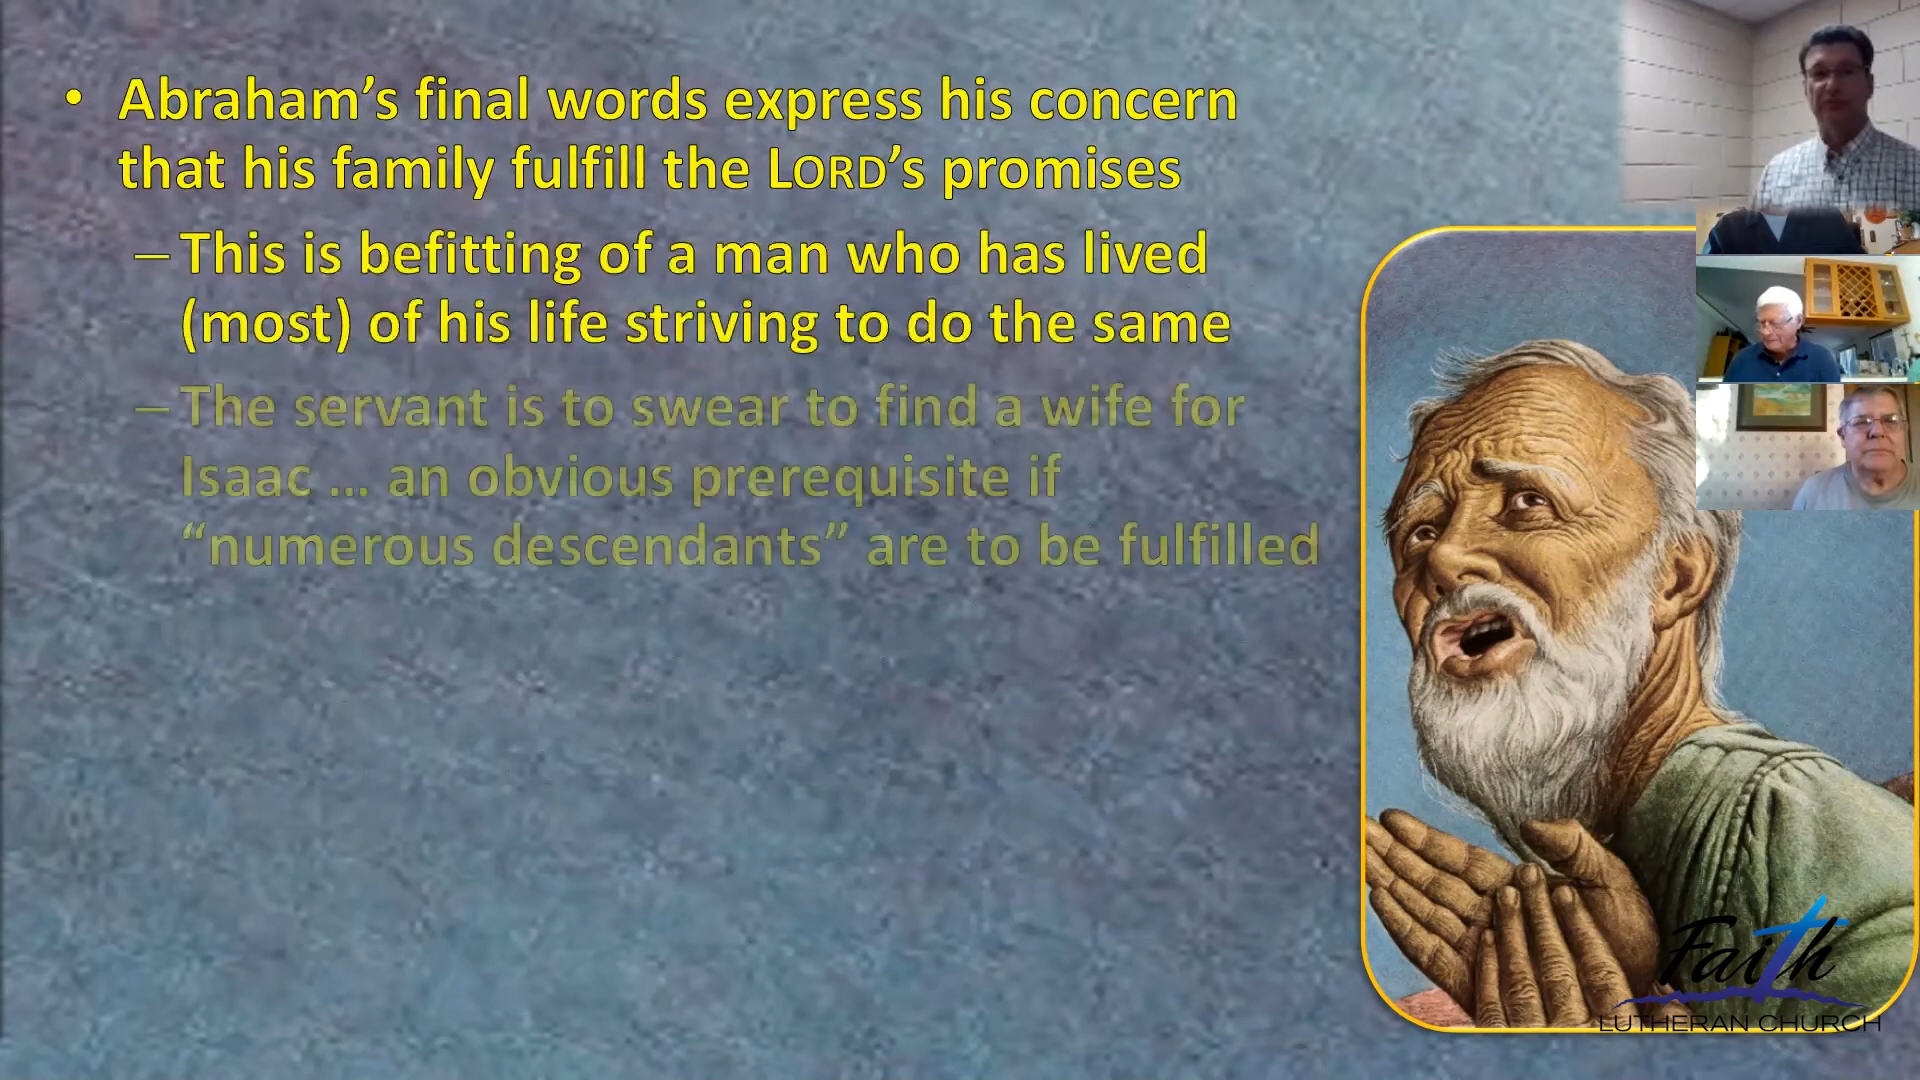 • Abraham’s final words express his concern
that his family fulfill the LORD’s promises
– This is befitting of a man who has lived
(most) of his life striving to do the same
– The servant is to swear to find a wife for
Isaac ... an obvious prerequisite if
“numerous descendants” are to be fulfilled
Faith
LUTHERAN CHURCH